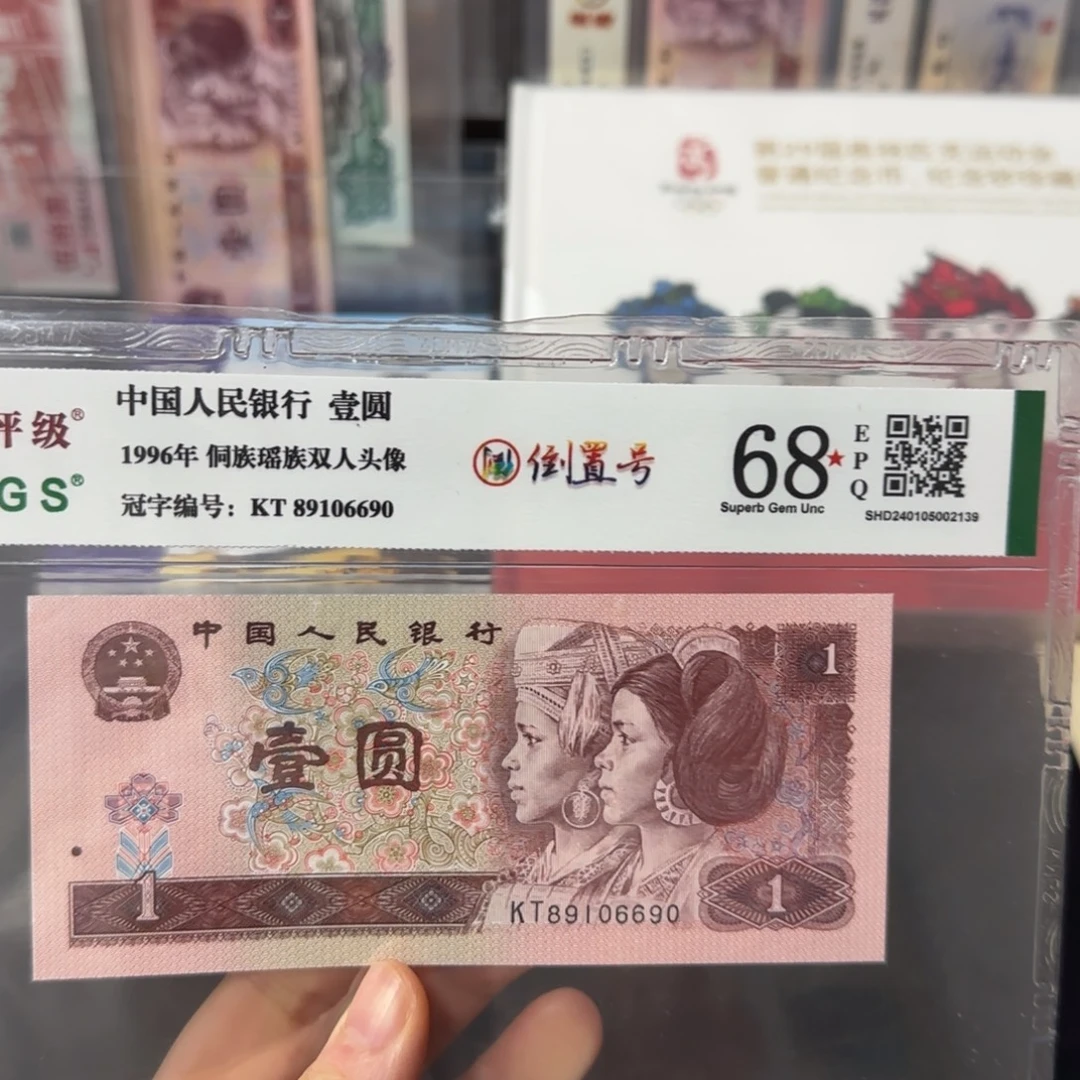 评级®
GS®
中国人民银行 壹圆
1996年 侗族瑶族双人头像
冠字编号：KT 89106690
倒置号
68★
EPQ
Superb Gem Unc
SHD240105002139
中国人民银行
1
壹圆
1
KT89106690
1